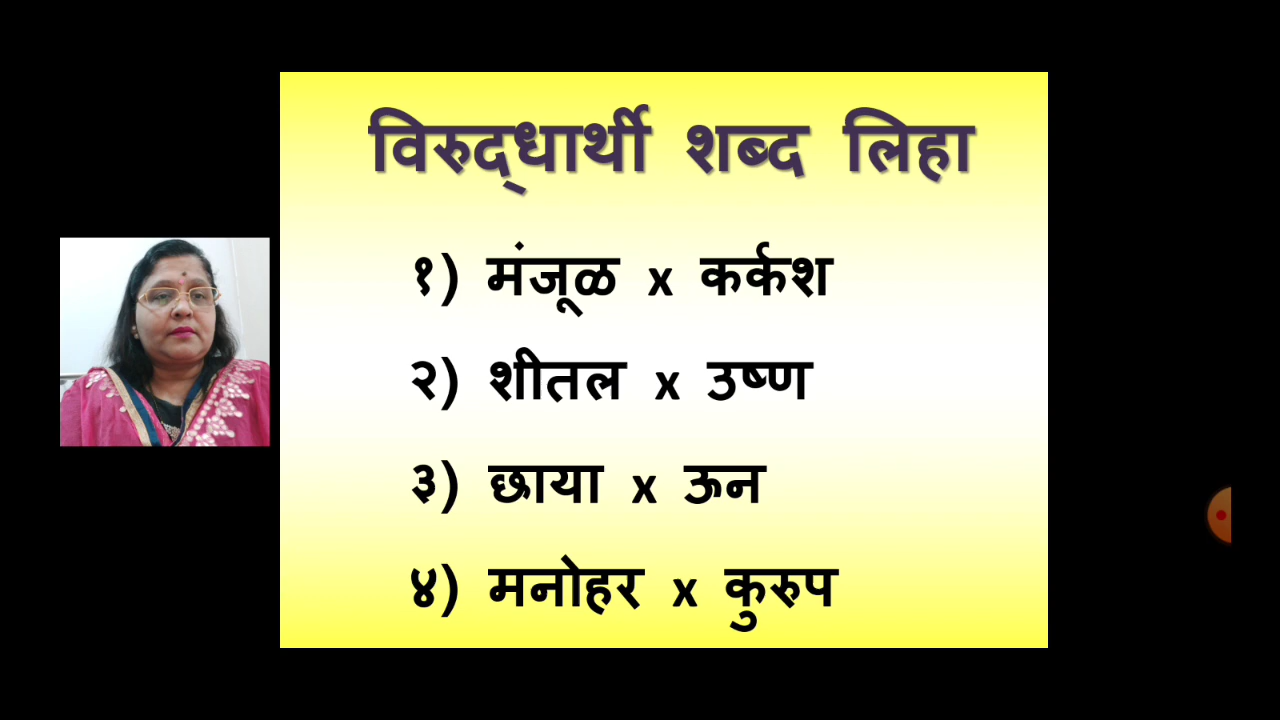 विरुद्‌धार्थी शब्द लिहा
१) मंजूळ x कर्कश
२) शीतल x उष्ण
३) छाया x ऊन
४) मनोहर x कुरुप